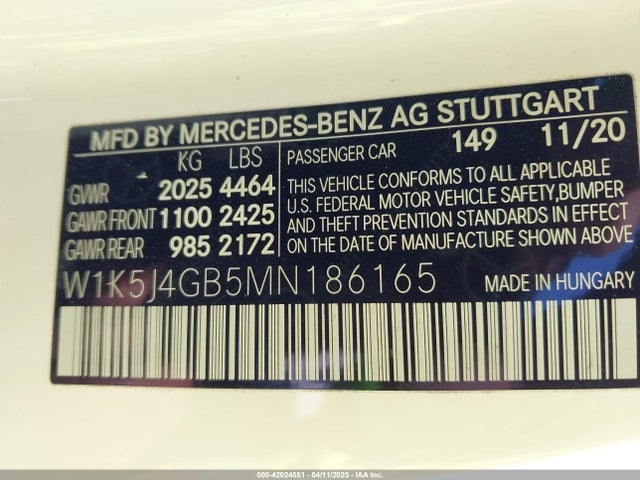 MFD BY MERCEDES-BENZ AG STUTTGART
KG LBS
GVWR 2025 4464
GAWR FRONT 1100 2425
GAWR REAR 985 2172
PASSENGER CAR 149 11/20
THIS VEHICLE CONFORMS TO ALL APPLICABLE
U.S. FEDERAL MOTOR VEHICLE SAFETY,BUMPER
AND THEFT PREVENTION STANDARDS IN EFFECT
ON THE DATE OF MANUFACTURE SHOWN ABOVE
W1K5J4GB5MN186165
MADE IN HUNGARY
000-42024551 - 04/11/2025 - IAA Inc.